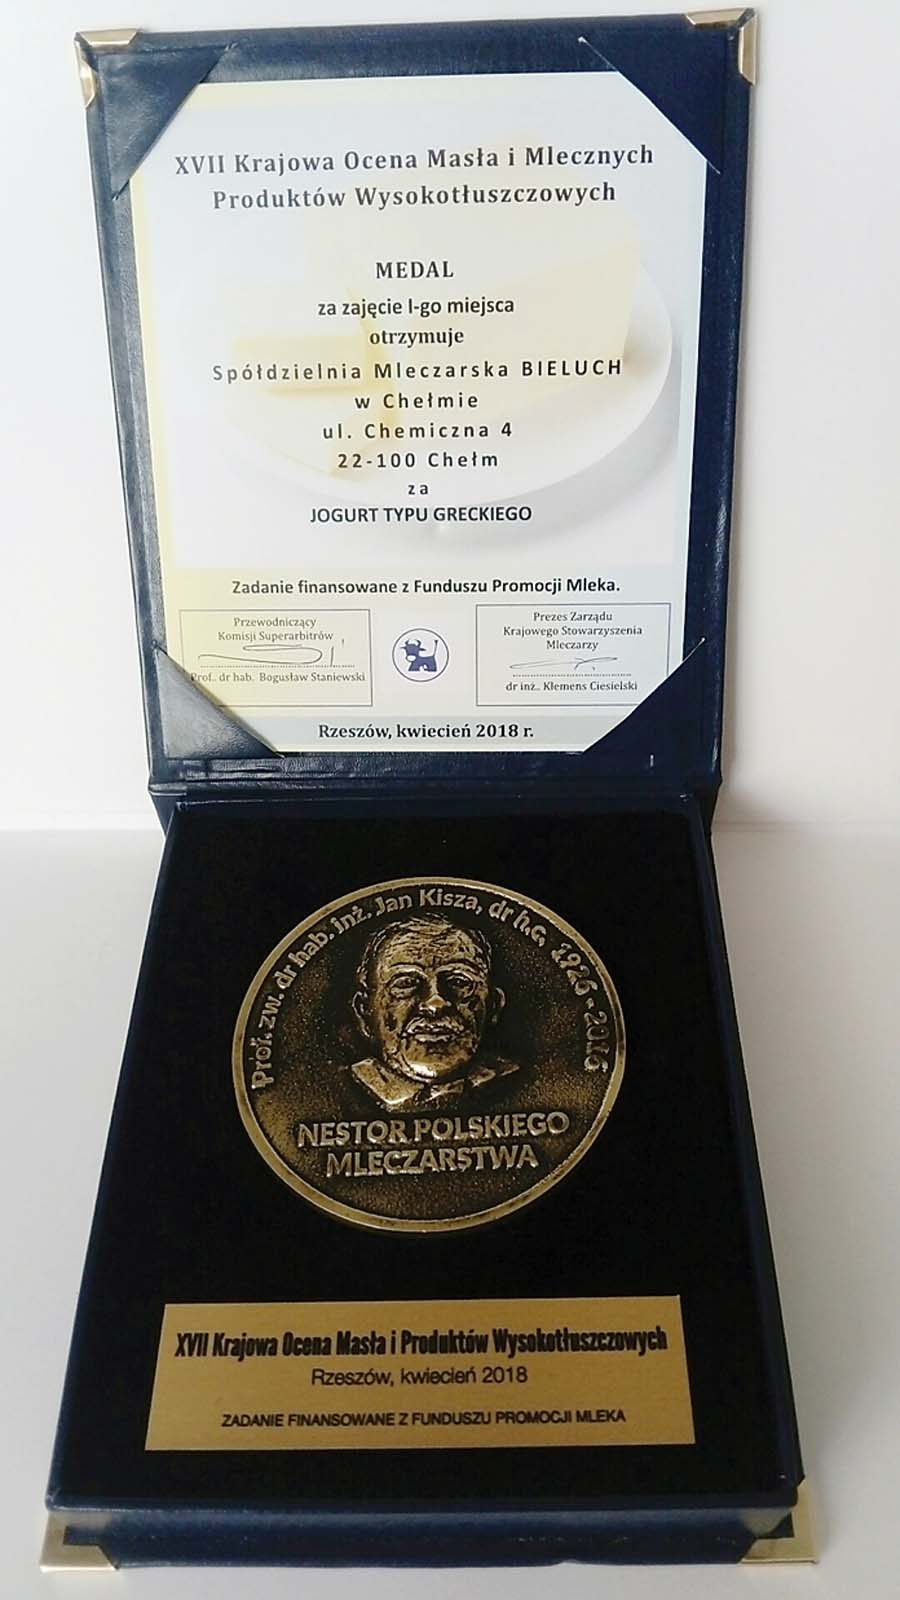 XVII Krajowa Ocena Masła i Mlecznych
Produktów Wysokotłuszczowych
MEDAL
za zajęcie I-go miejsca
otrzymuje
Spółdzielnia Mleczarska BIELUCH
w Chełmie
ul. Chemiczna 4
22-100 Chełm
za
JOGURT TYPU GRECKIEGO
Zadanie finansowane z Funduszu Promocji Mleka.
Przewodniczący
Komisji Superarbitrów
Prof.. dr hab. Bogusław Staniewski
Prezes Zarządu
Krajowego Stowarzyszenia
Mleczarzy
dr inż.. Klemens Ciesielski
Rzeszów, kwiecień 2018 r.
Prof. zw. dr hab. inż. Jan Kisza, dr h.c. 1926 - 2016
NESTOR POLSKIEGO
MLECZARSTWA
XVII Krajowa Ocena Masła i Produktów Wysokotłuszczowych
Rzeszów, kwiecień 2018
ZADANIE FINANSOWANE Z FUNDUSZU PROMOCJI MLEKA